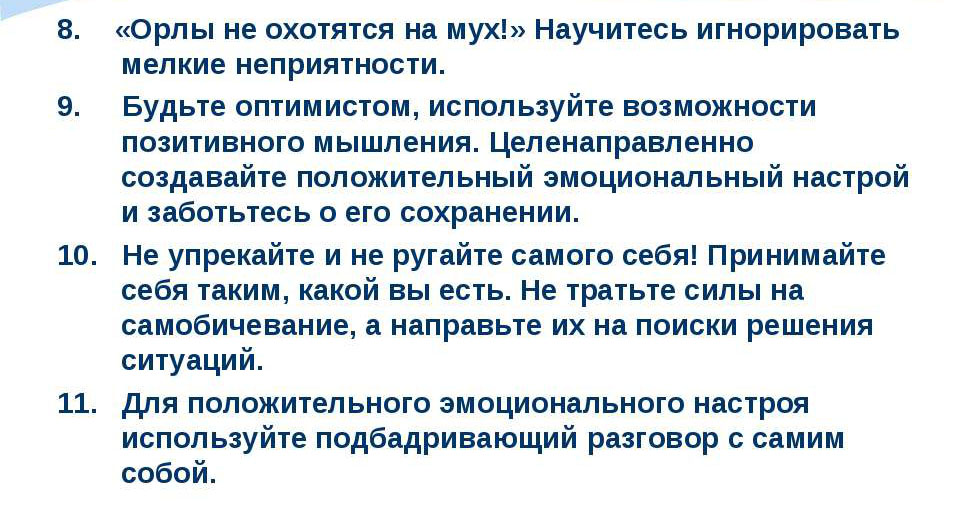 8. «Орлы не охотятся на мух!» Научитесь игнорировать
мелкие неприятности.
9. Будьте оптимистом, используйте возможности
позитивного мышления. Целенаправленно
создавайте положительный эмоциональный настрой
и заботьтесь о его сохранении.
10. Не упрекайте и не ругайте самого себя! Принимайте
себя таким, какой вы есть. Не тратьте силы на
самобичевание, а направьте их на поиски решения
ситуаций.
11. Для положительного эмоционального настроя
используйте подбадривающий разговор с самим
собой.